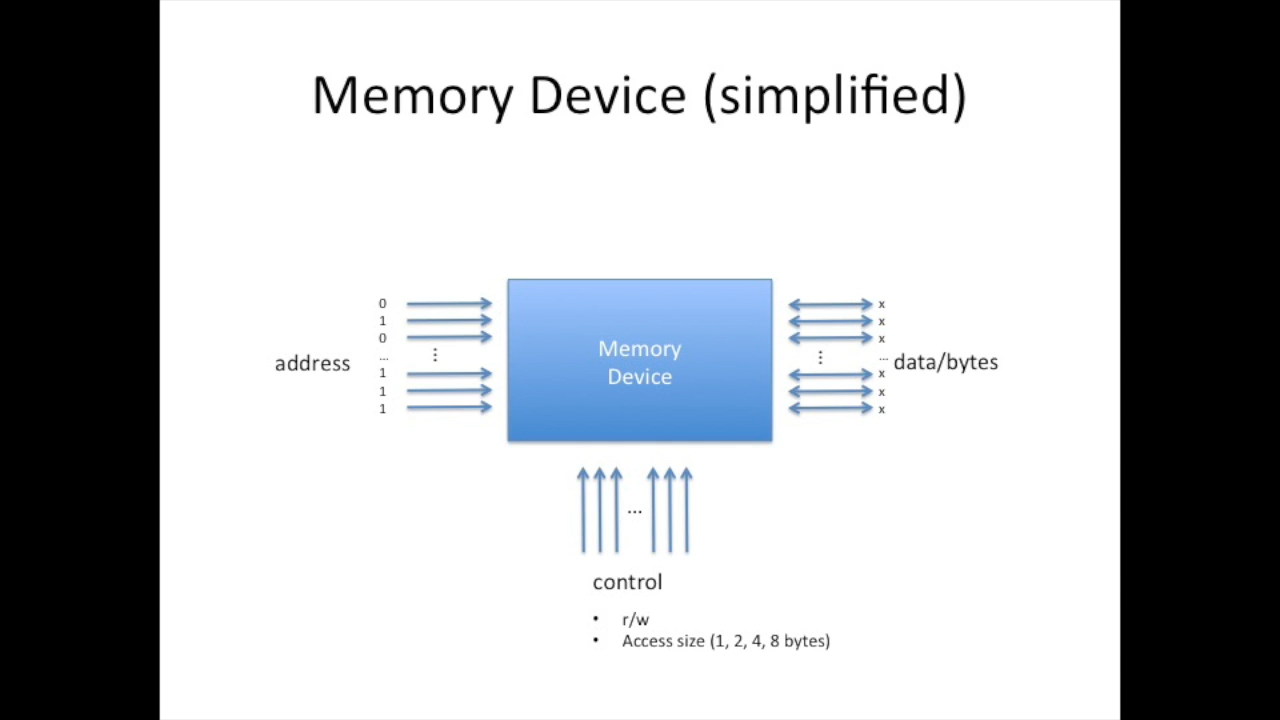 Memory Device (simplified)
0
1
0
...
1
1
1
address
⋮
Memory
Device
⋮
x
x
x
...
x
x
x
data/bytes
...
control
• r/w
• Access size (1, 2, 4, 8 bytes)